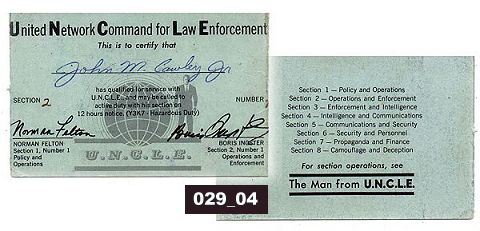 United Network Command for Law Enforcement
This is to certify that
John M. Cawley Jr
has qualified for service with
U.N.C.L.E. and may be called to
active duty with his section on
12 hours notice. (Y3K7 - Hazardous Duty)
SECTION 2
NUMBER
Norman Felton
NORMAN FELTON
Section 1, Number 1
Policy and
Operations
BORIS INGSTER
Section 2, Number 1
Operations and
Enforcement
U.N.C.L.E.
Section 1 — Policy and Operations
Section 2 — Operations and Enforcement
Section 3 — Enforcement and Intelligence
Section 4 — Intelligence and Communications
Section 5 — Communications and Security
Section 6 — Security and Personnel
Section 7 — Propaganda and Finance
Section 8 — Camouflage and Deception
For section operations, see
The Man from U.N.C.L.E.
029_04